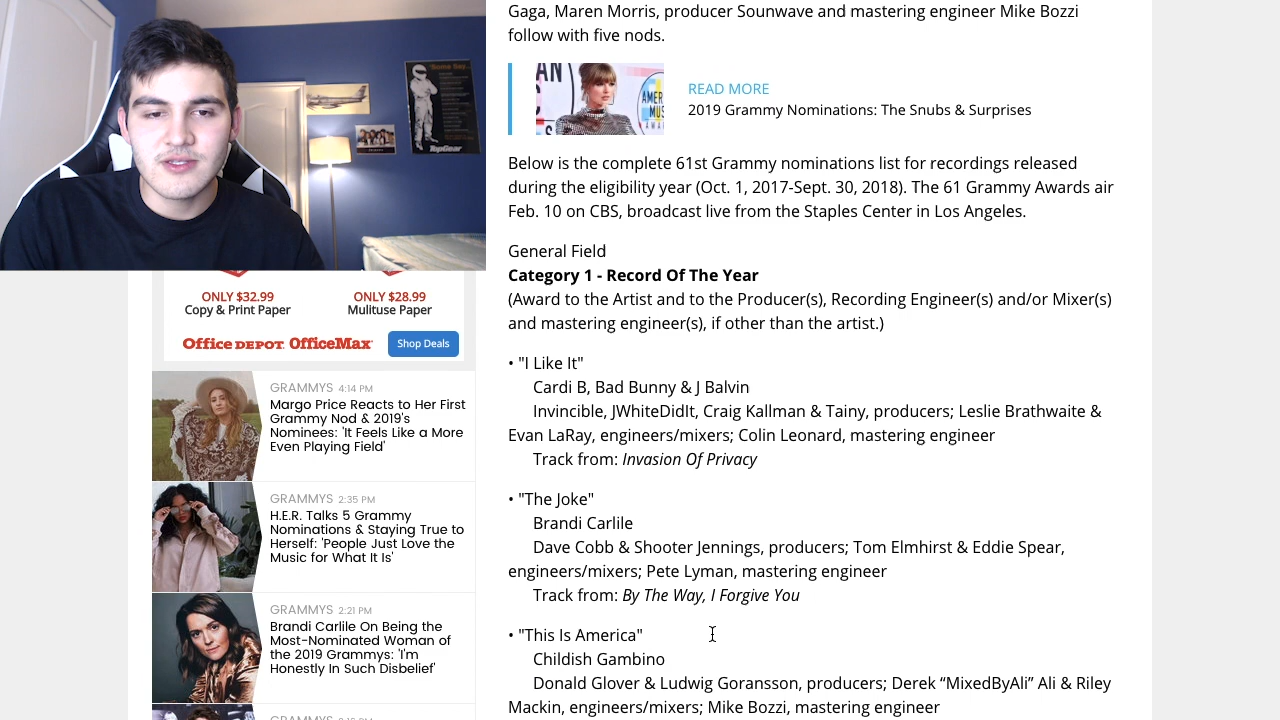 Gaga, Maren Morris, producer Sounwave and mastering engineer Mike Bozzi
follow with five nods.
READ MORE
2019 Grammy Nominations: The Snubs & Surprises
Below is the complete 61st Grammy nominations list for recordings released
during the eligibility year (Oct. 1, 2017-Sept. 30, 2018). The 61 Grammy Awards air
Feb. 10 on CBS, broadcast live from the Staples Center in Los Angeles.
General Field
Category 1 - Record Of The Year
(Award to the Artist and to the Producer(s), Recording Engineer(s) and/or Mixer(s)
and mastering engineer(s), if other than the artist.)
• "I Like It"
Cardi B, Bad Bunny & J Balvin
Invincible, JWhiteDidIt, Craig Kallman & Tainy, producers; Leslie Brathwaite &
Evan LaRay, engineers/mixers; Colin Leonard, mastering engineer
Track from: Invasion Of Privacy
• "The Joke"
Brandi Carlile
Dave Cobb & Shooter Jennings, producers; Tom Elmhirst & Eddie Spear,
engineers/mixers; Pete Lyman, mastering engineer
Track from: By The Way, I Forgive You
• "This Is America"
Childish Gambino
Donald Glover & Ludwig Goransson, producers; Derek “MixedByAli” Ali & Riley
Mackin, engineers/mixers; Mike Bozzi, mastering engineer
"Some Say...
TopGear
ONLY $32.99
Copy & Print Paper
ONLY $28.99
Mulituse Paper
Office DEPOT OfficeMax
Shop Deals
GRAMMYS 4:14 PM
Margo Price Reacts to Her First
Grammy Nod & 2019's
Nominees: 'It Feels Like a More
Even Playing Field'
GRAMMYS 2:35 PM
H.E.R. Talks 5 Grammy
Nominations & Staying True to
Herself: 'People Just Love the
Music for What It Is'
GRAMMYS 2:21 PM
Brandi Carlile On Being the
Most-Nominated Woman of
the 2019 Grammys: 'I'm
Honestly In Such Disbelief'